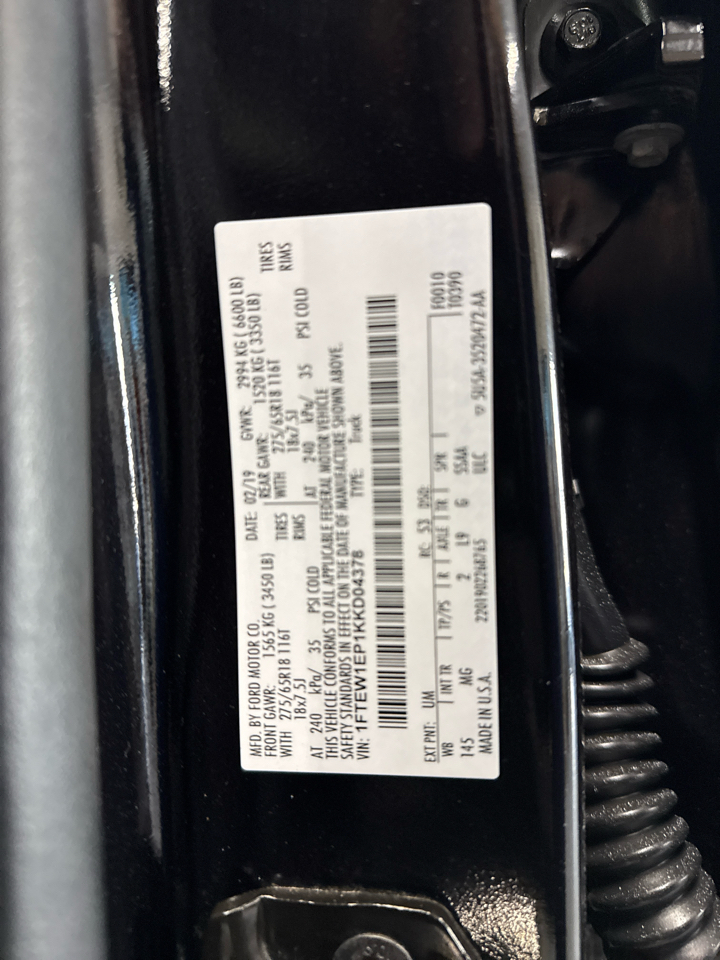 MFD. BY FORD MOTOR CO.
DATE: 02/19 GVWR: 2994 KG ( 6600 LB)
FRONT GAWR: 1565 KG ( 3450 LB) REAR GAWR: 1520 KG ( 3350 LB)
WITH 275/65R18 116T TIRES WITH 275/65R18 116T TIRES
18x7.5J RIMS 18x7.5J RIMS
AT 240 kPa/ 35 PSI COLD AT 240 kPa/ 35 PSI COLD
THIS VEHICLE CONFORMS TO ALL APPLICABLE FEDERAL MOTOR VEHICLE
SAFETY STANDARDS IN EFFECT ON THE DATE OF MANUFACTURE SHOWN ABOVE.
VIN: 1FTEW1EP1KKD04378 TYPE: Truck
EXT PNT: UM RC: 53 DSO: F0010
WB INT TR TP/PS R AXLE TR SPR T0390
145 MG 2 L9 G SSAA
MADE IN U.S.A. 2201902268765 ULC 5U5A-3520472-AA